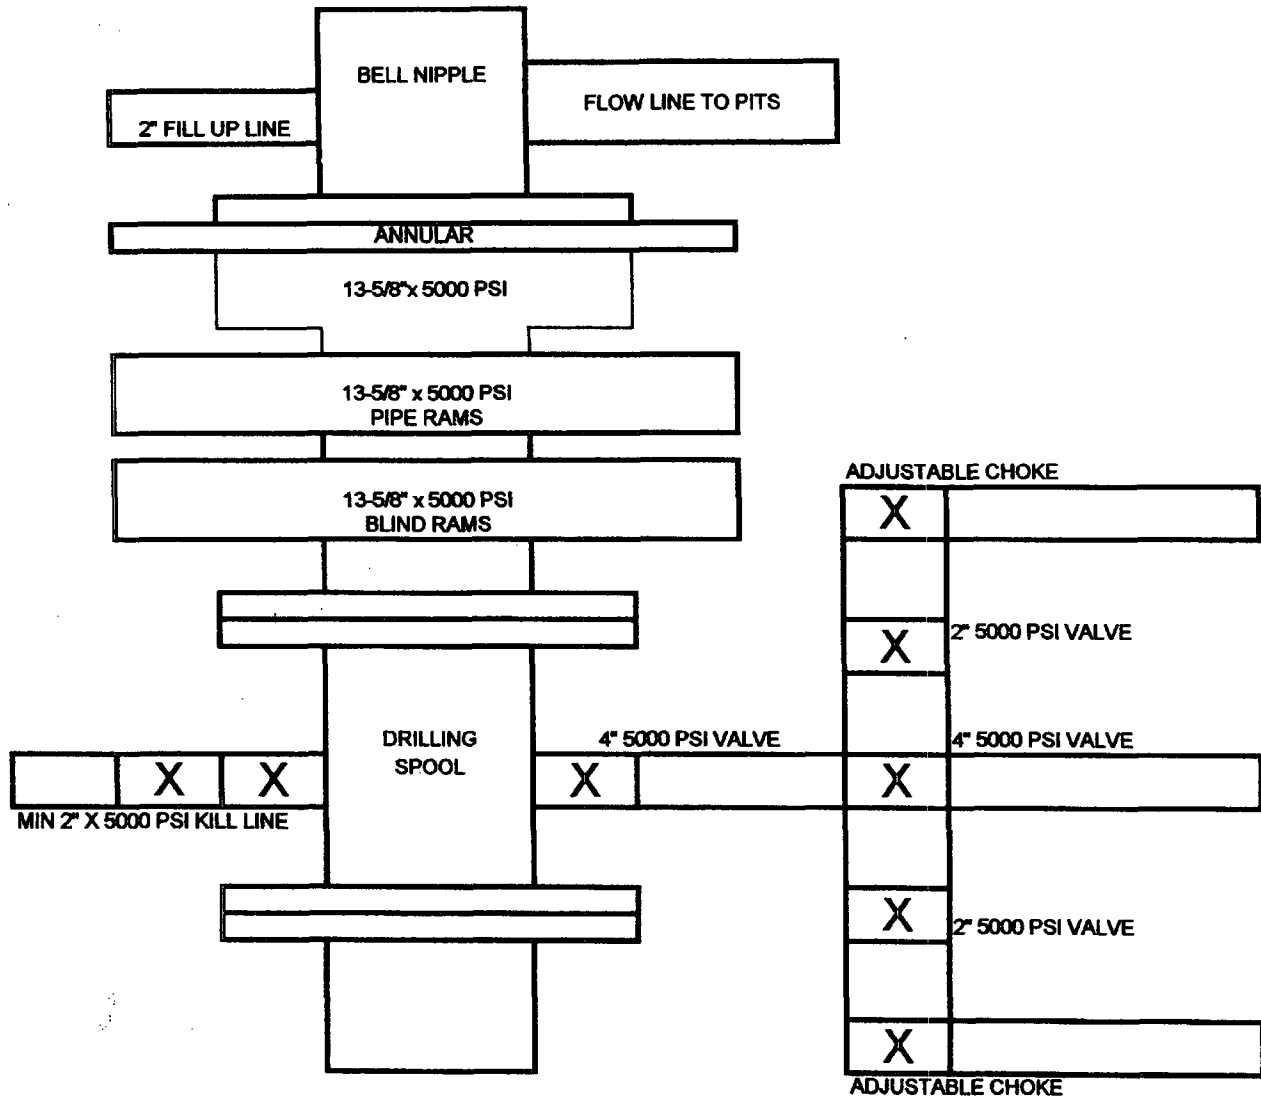 BELL NIPPLE
FLOW LINE TO PITS
2" FILL UP LINE
ANNULAR
13-5/8"x 5000 PSI
13-5/8" x 5000 PSI
PIPE RAMS
13-5/8" x 5000 PSI
BLIND RAMS
ADJUSTABLE CHOKE
X
2" 5000 PSI VALVE
X
DRILLING
SPOOL
4" 5000 PSI VALVE
4" 5000 PSI VALVE
X X X X
MIN 2" X 5000 PSI KILL LINE
X
2" 5000 PSI VALVE
X
ADJUSTABLE CHOKE